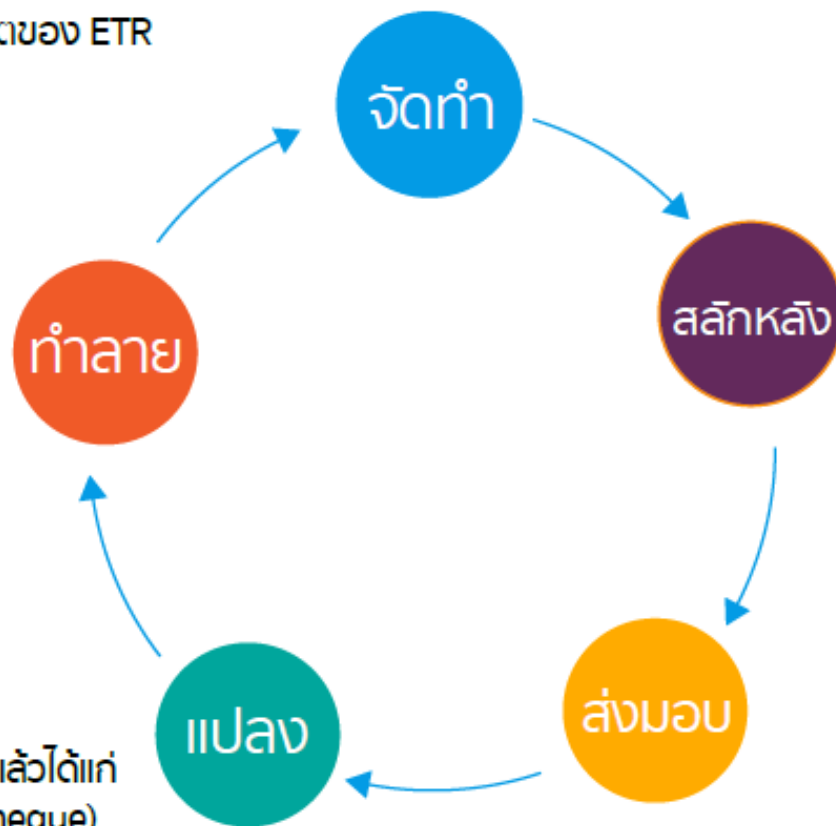 ของ ETR
จัดทำ
สลักหลัง
ส่งมอบ
แปลง
ทำลาย
แล้วได้แก่
heque)